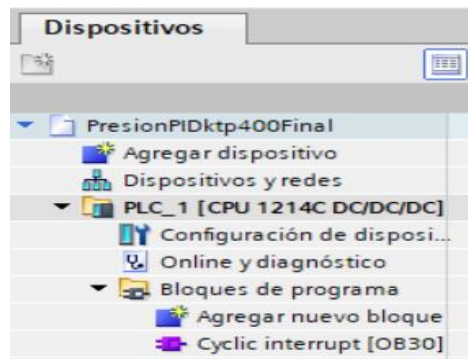 Dispositivos
PresionPIDktp400Final
Agregar dispositivo
Dispositivos y redes
PLC_1 [CPU 1214C DC/DC/DC]
Configuración de disposi...
Online y diagnóstico
Bloques de programa
Agregar nuevo bloque
Cyclic interrupt [OB30]